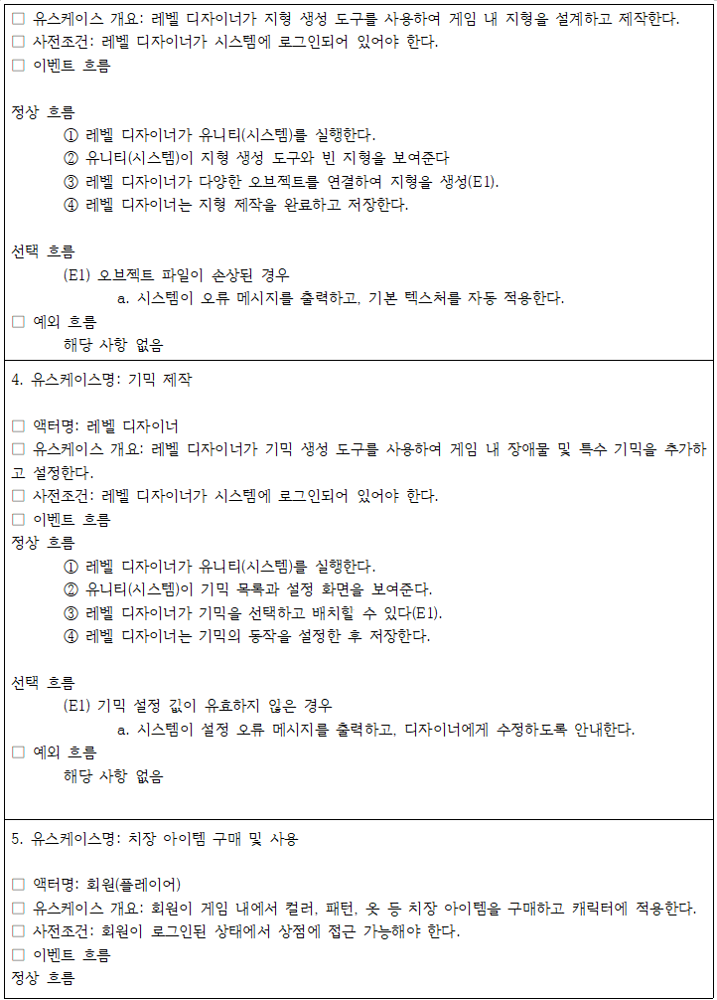 □ 유스케이스 개요: 레벨 디자이너가 지형 생성 도구를 사용하여 게임 내 지형을 설계하고 제작한다.
□ 사전조건: 레벨 디자이너가 시스템에 로그인되어 있어야 한다.
□ 이벤트 흐름
정상 흐름
① 레벨 디자이너가 유니티(시스템)를 실행한다.
② 유니티(시스템)이 지형 생성 도구와 빈 지형을 보여준다
③ 레벨 디자이너가 다양한 오브젝트를 연결하여 지형을 생성(E1).
④ 레벨 디자이너는 지형 제작을 완료하고 저장한다.
선택 흐름
(E1) 오브젝트 파일이 손상된 경우
a. 시스템이 오류 메시지를 출력하고, 기본 텍스처를 자동 적용한다.
□ 예외 흐름
해당 사항 없음
4. 유스케이스명: 기믹 제작
□ 액터명: 레벨 디자이너
□ 유스케이스 개요: 레벨 디자이너가 기믹 생성 도구를 사용하여 게임 내 장애물 및 특수 기믹을 추가하
고 설정한다.
□ 사전조건: 레벨 디자이너가 시스템에 로그인되어 있어야 한다.
□ 이벤트 흐름
정상 흐름
① 레벨 디자이너가 유니티(시스템)를 실행한다.
② 유니티(시스템)이 기믹 목록과 설정 화면을 보여준다.
③ 레벨 디자이너가 기믹을 선택하고 배치힐 수 있다(E1).
④ 레벨 디자이너는 기믹의 동작을 설정한 후 저장한다.
선택 흐름
(E1) 기믹 설정 값이 유효하지 않은 경우
a. 시스템이 설정 오류 메시지를 출력하고, 디자이너에게 수정하도록 안내한다.
□ 예외 흐름
해당 사항 없음
5. 유스케이스명: 치장 아이템 구매 및 사용
□ 액터명: 회원(플레이어)
□ 유스케이스 개요: 회원이 게임 내에서 컬러, 패턴, 옷 등 치장 아이템을 구매하고 캐릭터에 적용한다.
□ 사전조건: 회원이 로그인된 상태에서 상점에 접근 가능해야 한다.
□ 이벤트 흐름
정상 흐름